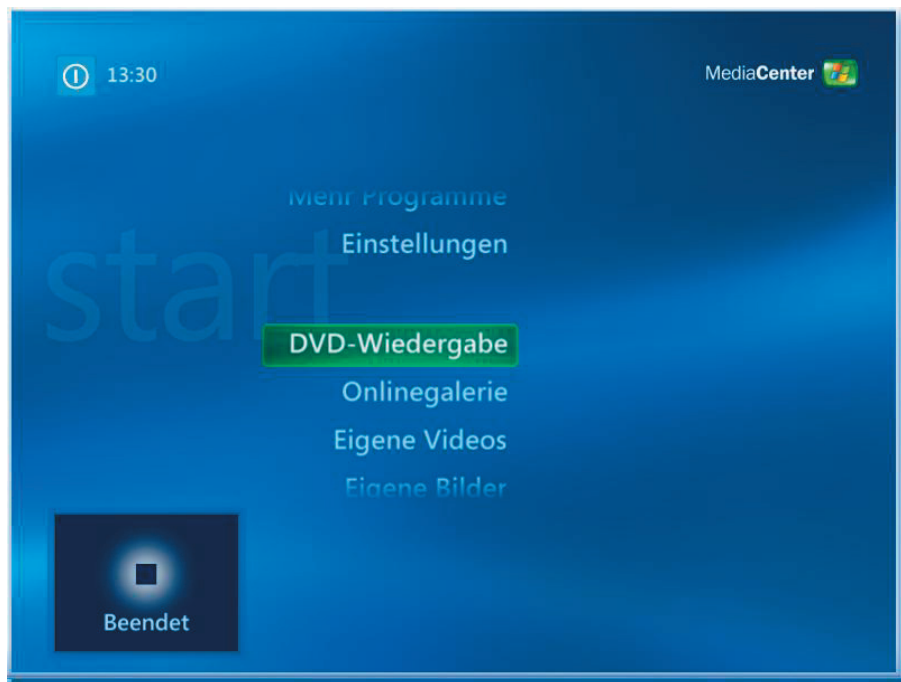 13:30
MediaCenter
Mehr Programme
Einstellungen
start
DVD-Wiedergabe
Onlinegalerie
Eigene Videos
Eigene Bilder
Beendet